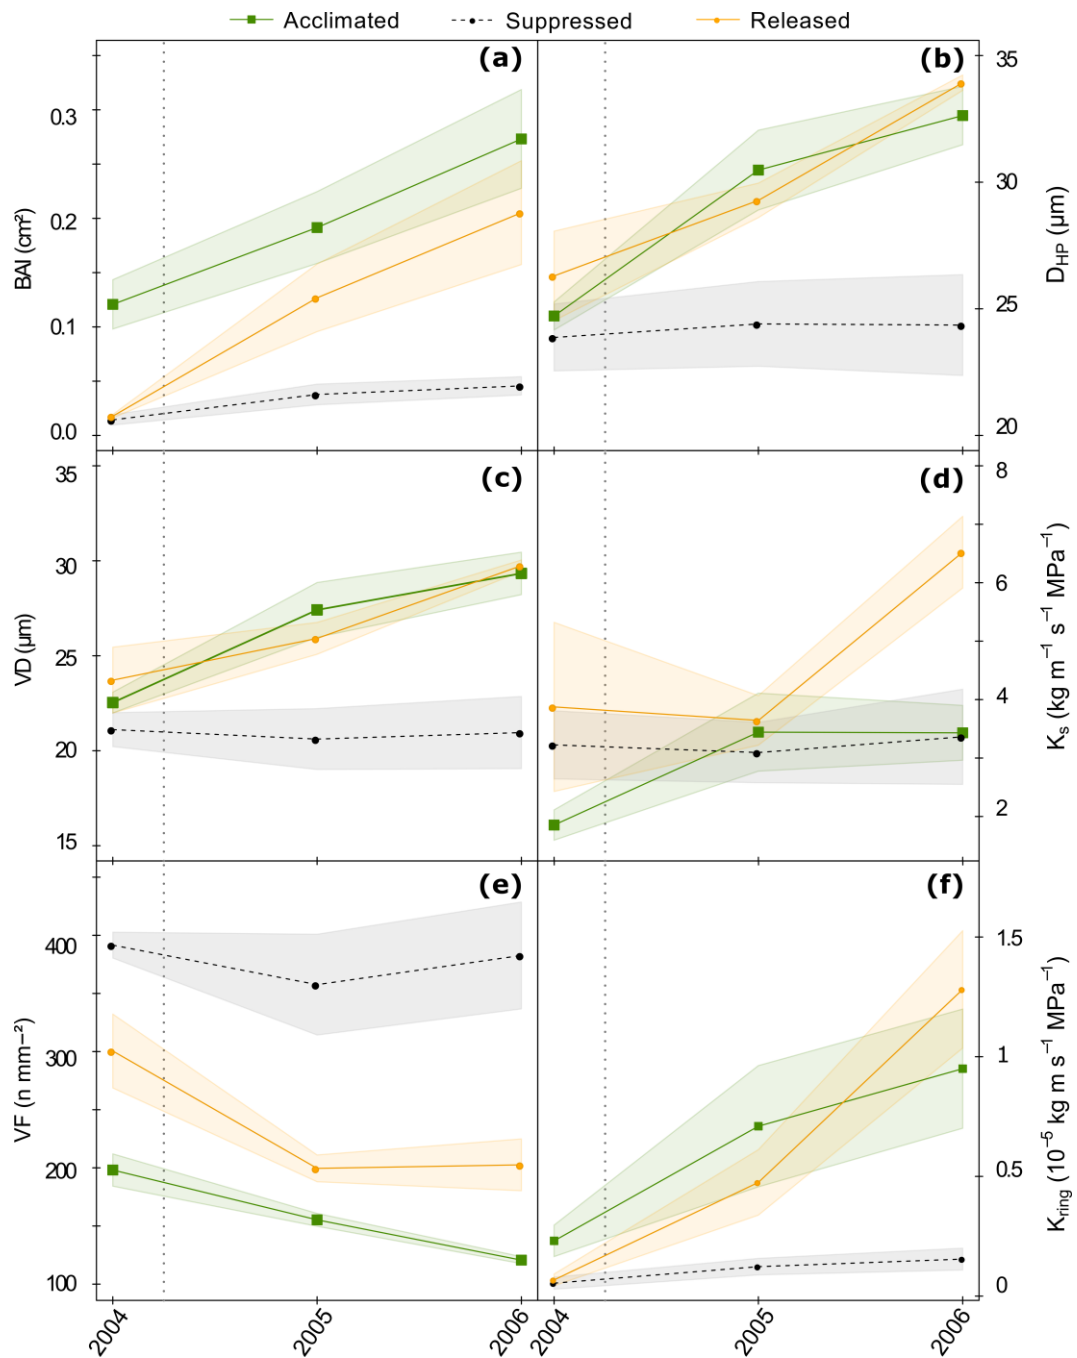 Acclimated Suppressed Released
(a)
0.3
0.2
0.1
0.0
BAI (cm²)
(b)
35
30
25
20
D_HP (µm)
(c)
35
30
25
20
15
VD (µm)
(d)
8
6
4
2
K_s (kg m⁻¹ s⁻¹ MPa⁻¹)
(e)
400
300
200
100
VF (n mm−²)
(f)
1.5
1
0.5
0
K_ring (10⁻⁵ kg m s⁻¹ MPa⁻¹)
2004 2005 2006 2004 2005 2006